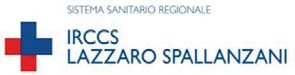 SISTEMA SANITARIO REGIONALE
IRCCS
LAZZARO SPALLANZANI